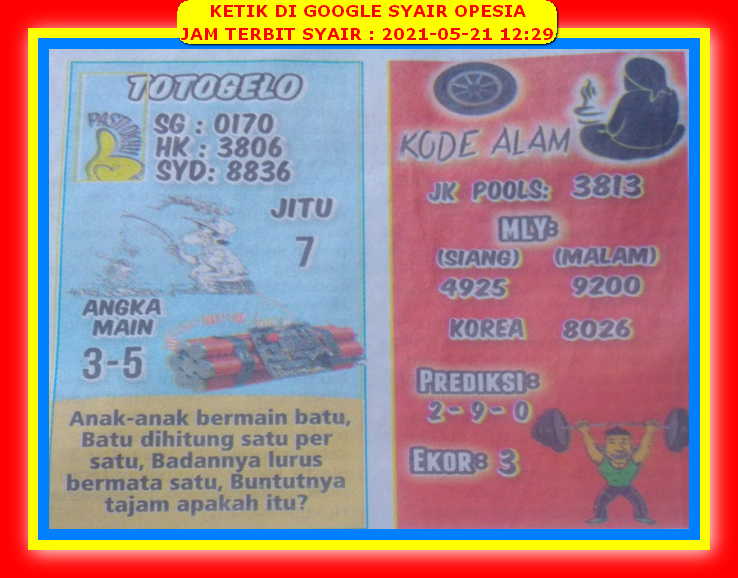 KETIK DI GOOGLE SYAIR OPESIA
JAM TERBIT SYAIR : 2021-05-21 12:29
TOTOGELO
SG : 0170
HK : 3806
SYD: 8836
JITU
7
ANGKA
MAIN
3-5
Anak-anak bermain batu,
Batu dihitung satu per
satu, Badannya lurus
bermata satu, Buntutnya
tajam apakah itu?
KODE ALAM
JK POOLS: 3813
MLY:
(SIANG) (MALAM)
4925 9200
KOREA 8026
PREDIKSI:
2-9-0
EKOR: 3